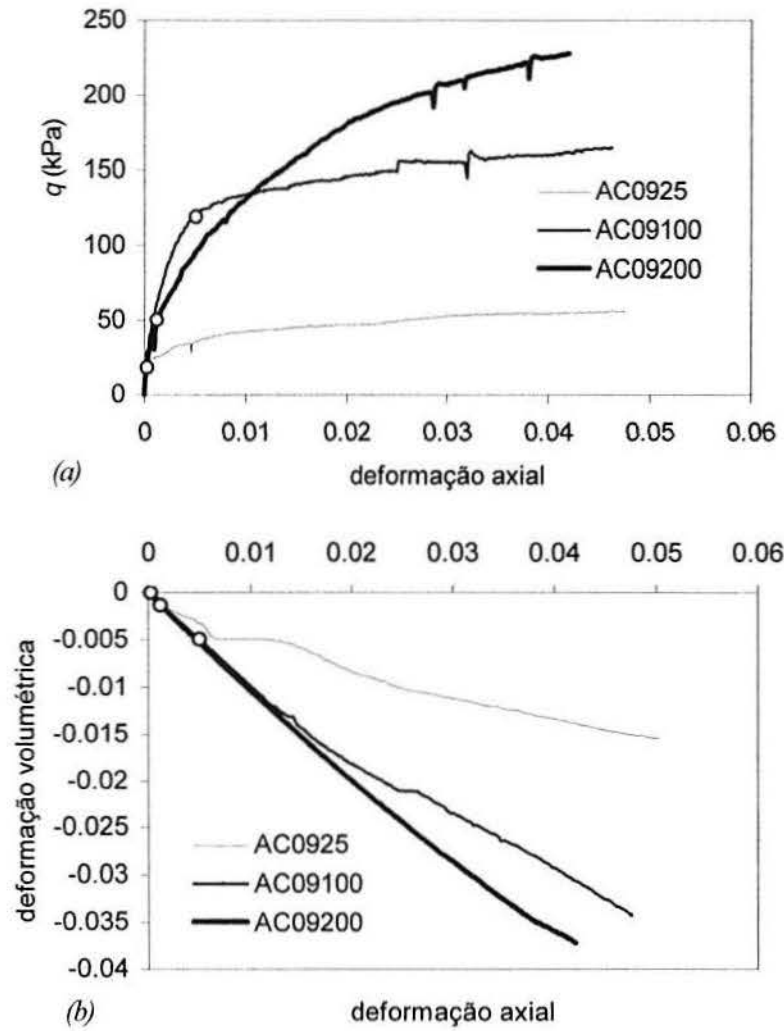 250
200
150
100
50
0
q (kPa)
AC0925
AC09100
AC09200
0 0.01 0.02 0.03 0.04 0.05 0.06
(a) deformação axial
0 0.01 0.02 0.03 0.04 0.05 0.06
0
-0.005
-0.01
-0.015
-0.02
-0.025
-0.03
-0.035
-0.04
deformação volumétrica
AC0925
AC09100
AC09200
(b) deformação axial